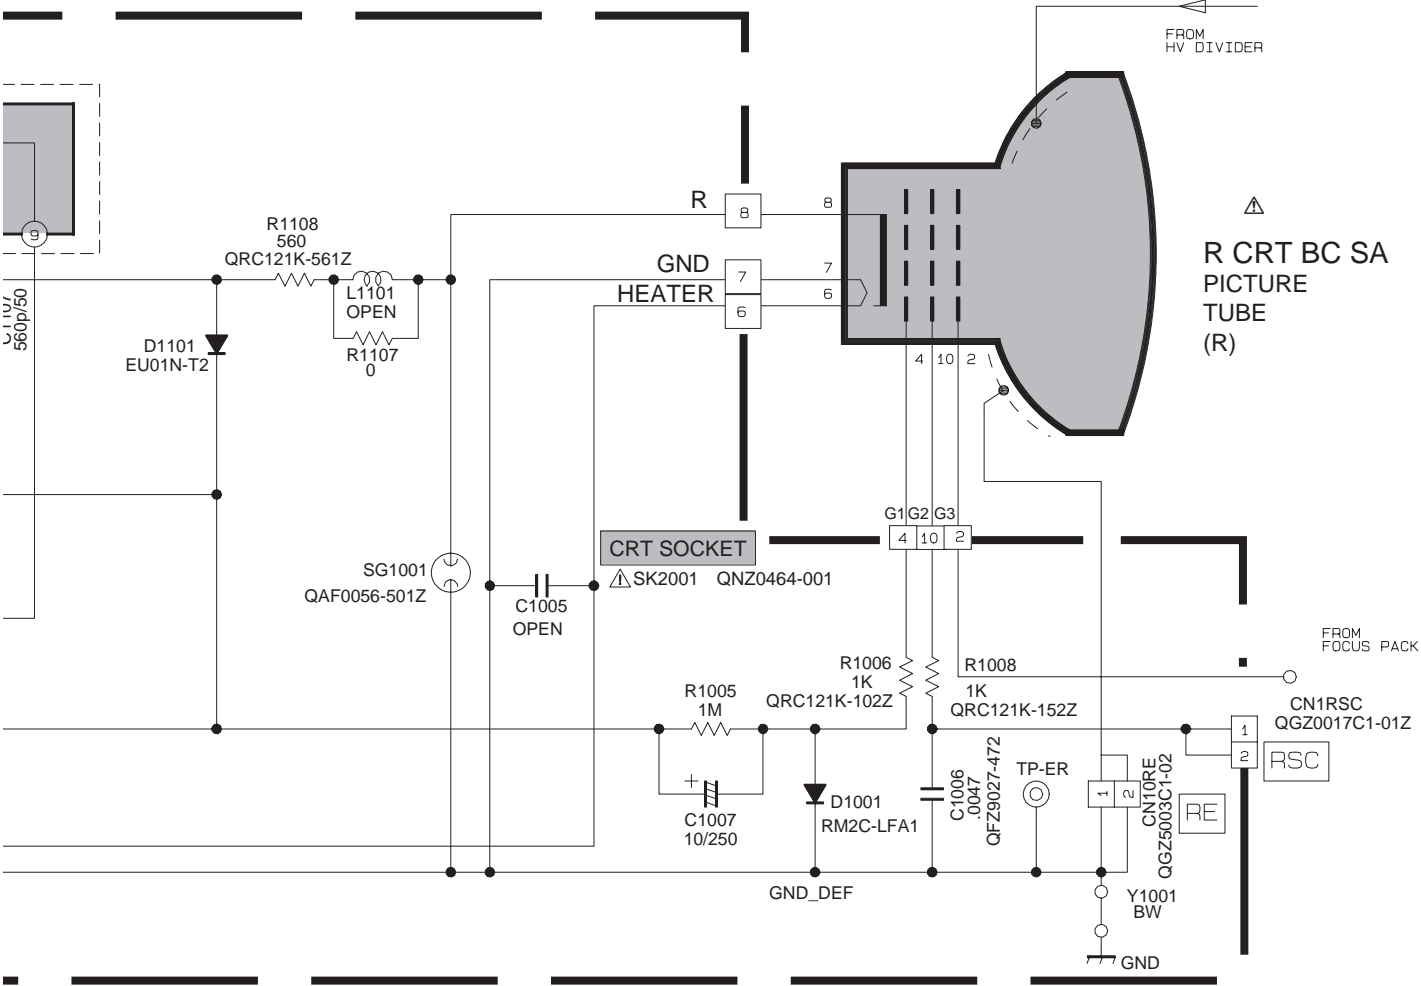 FROM
HV DIVIDER
R
8
8
9
R1108
560
QRC121K-561Z
GND
7
7
HEATER
6
6
R CRT BC SA
PICTURE
TUBE
(R)
L1101
OPEN
R1107
0
560p/50
D1101
EU01N-T2
4
10
2
G1
G2
G3
4
10
2
CRT SOCKET
SK2001
QNZ0464-001
SG1001
QAF0056-501Z
C1005
OPEN
FROM
FOCUS PACK
R1006
1K
QRC121K-102Z
R1008
1K
QRC121K-152Z
R1005
1M
CN1RSC
QGZ0017C1-01Z
1
2
RSC
+
C1007
10/250
D1001
RM2C-LFA1
C1006
.0047
QFZ9027-472
TP-ER
1
2
CN10RE
QGZ5003C1-02
RE
GND_DEF
Y1001
BW
GND